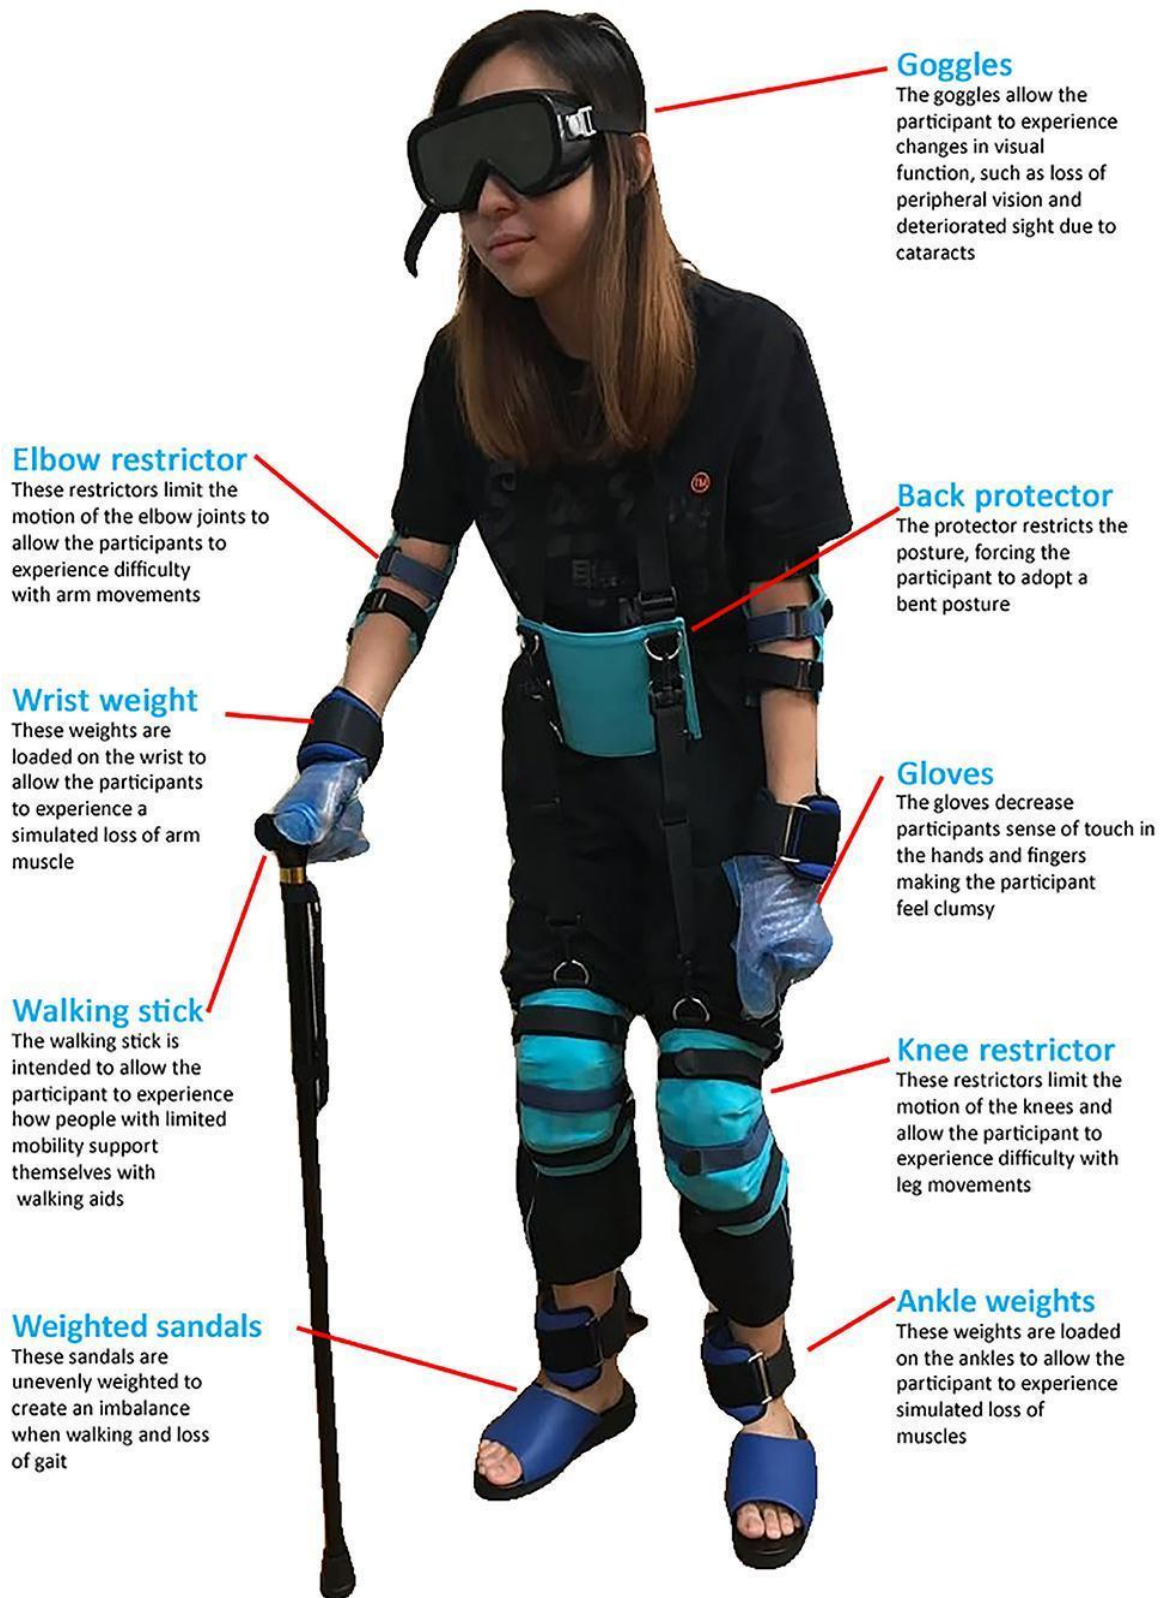 Goggles
The goggles allow the
participant to experience
changes in visual
function, such as loss of
peripheral vision and
deteriorated sight due to
cataracts
Elbow restrictor
These restrictors limit the
motion of the elbow joints to
allow the participants to
experience difficulty
with arm movements
TM
Back protector
The protector restricts the
posture, forcing the
participant to adopt a
bent posture
Wrist weight
These weights are
loaded on the wrist to
allow the participants
to experience a
simulated loss of arm
muscle
Gloves
The gloves decrease
participants sense of touch in
the hands and fingers
making the participant
feel clumsy
Walking stick
The walking stick is
intended to allow the
participant to experience
how people with limited
mobility support
themselves with
walking aids
Knee restrictor
These restrictors limit the
motion of the knees and
allow the participant to
experience difficulty with
leg movements
Weighted sandals
These sandals are
unevenly weighted to
create an imbalance
when walking and loss
of gait
Ankle weights
These weights are loaded
on the ankles to allow the
participant to experience
simulated loss of
muscles